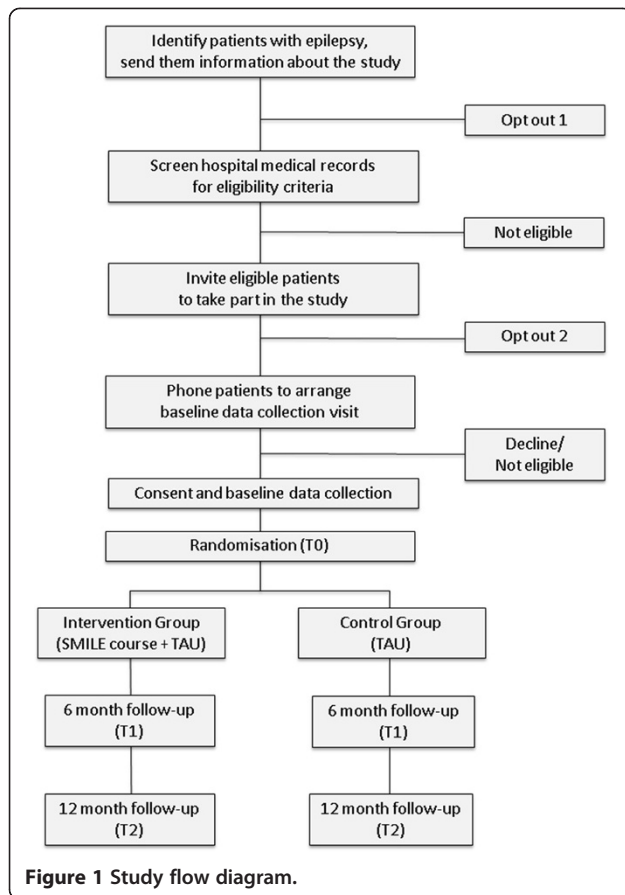 Identify patients with epilepsy,
send them information about the study
Opt out 1
Screen hospital medical records
for eligibility criteria
Not eligible
Invite eligible patients
to take part in the study
Opt out 2
Phone patients to arrange
baseline data collection visit
Decline/
Not eligible
Consent and baseline data collection
Randomisation (T0)
Intervention Group
(SMILE course + TAU)
Control Group
(TAU)
6 month follow-up
(T1)
6 month follow-up
(T1)
12 month follow-up
(T2)
12 month follow-up
(T2)
Figure 1 Study flow diagram.